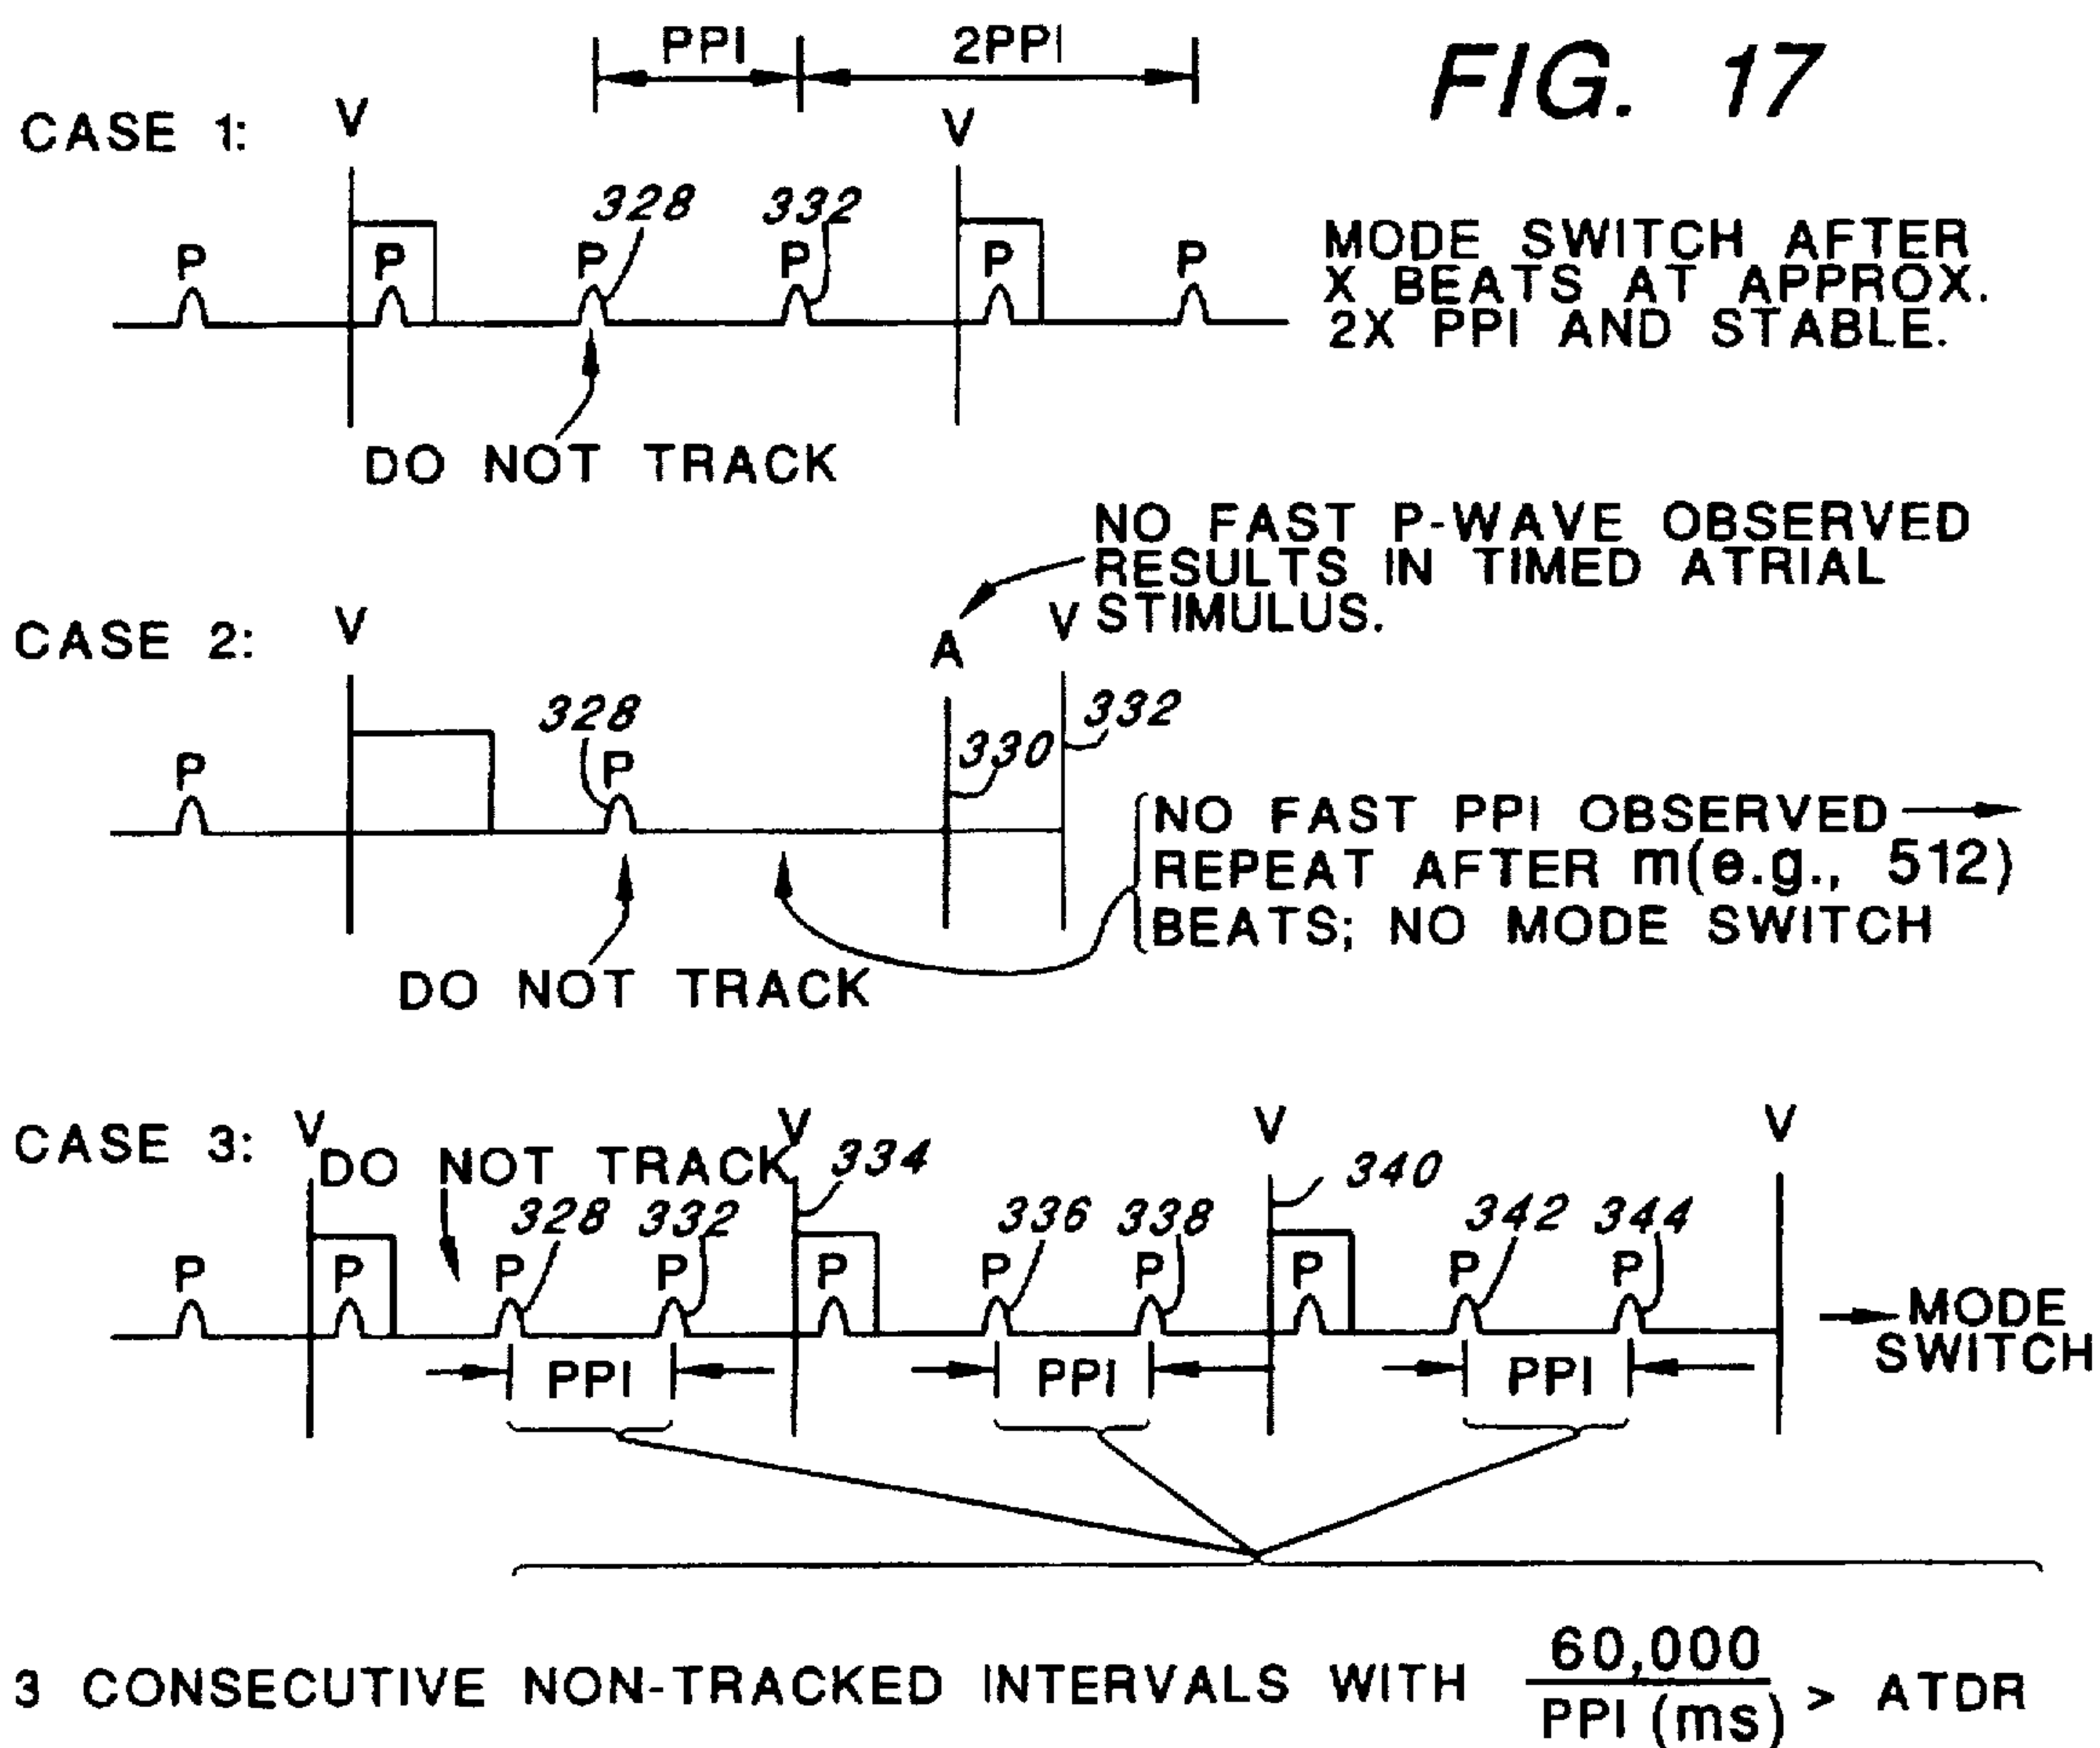 PPI 2PPI
FIG. 17
CASE 1: V V
328 332
P P P P P P
MODE SWITCH AFTER
X BEATS AT APPROX.
2X PPI AND STABLE.
DO NOT TRACK
NO FAST P-WAVE OBSERVED
RESULTS IN TIMED ATRIAL
STIMULUS.
CASE 2: V A V
328 330 332
P P
NO FAST PPI OBSERVED
REPEAT AFTER m(e.g., 512)
BEATS; NO MODE SWITCH
DO NOT TRACK
CASE 3: V V V V
DO NOT TRACK 334 340
328 332 336 338 342 344
P P P P P P P P P
MODE
SWITCH
PPI PPI PPI
3 CONSECUTIVE NON-TRACKED INTERVALS WITH 60,000 / PPI (ms) > ATDR